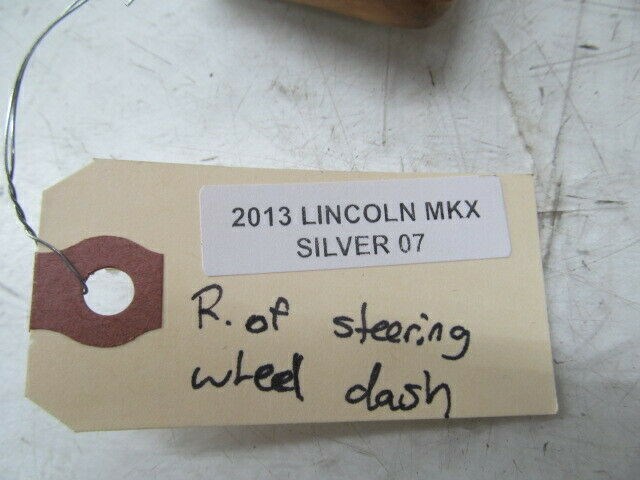 2013 LINCOLN MKX
SILVER 07
R. of steering
wheel dash